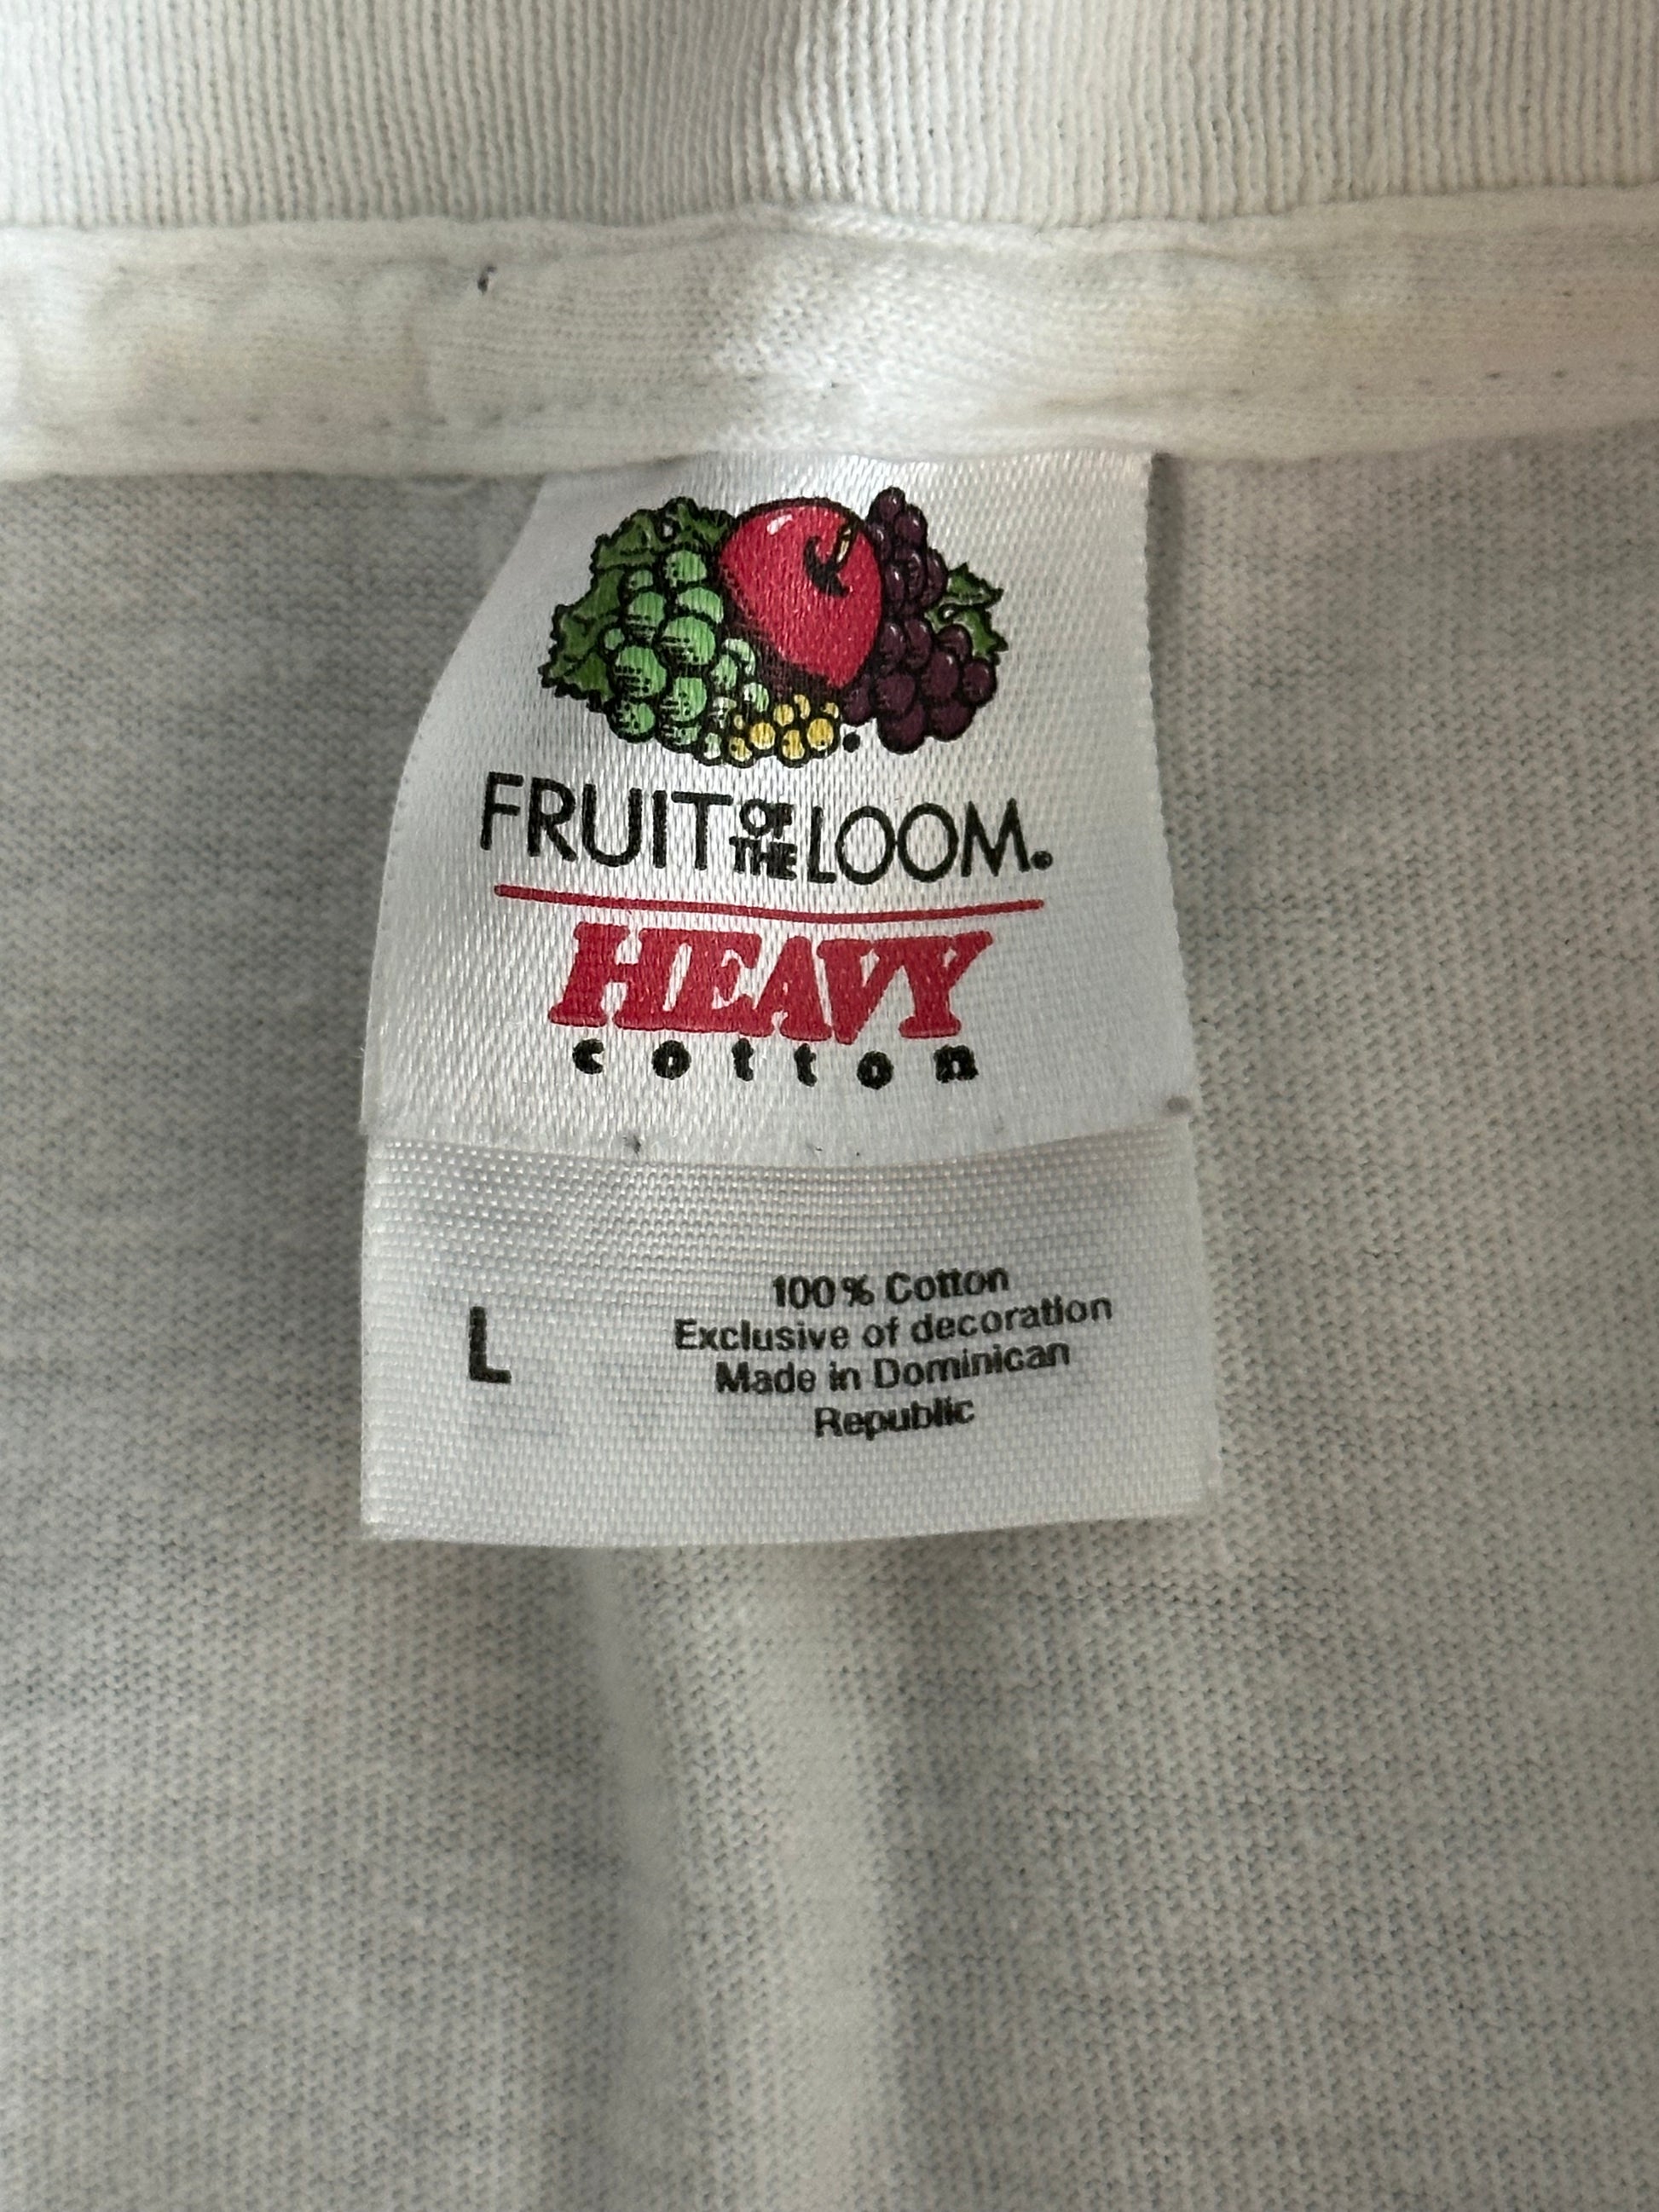 FRUIT OF THE LOOM®
HEAVY
cotton
L
100% Cotton
Exclusive of decoration
Made in Dominican
Republic